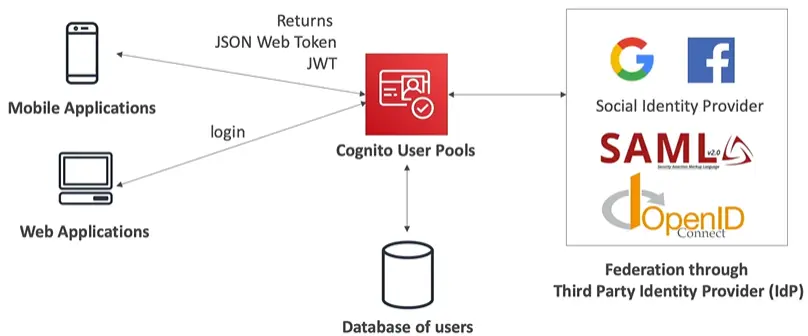 Returns
JSON Web Token
JWT
Mobile Applications
login
Cognito User Pools
Web Applications
Database of users
G
f
Social Identity Provider
SAML v2.0
Security Assertion Markup Language
OpenID
Connect
Federation through
Third Party Identity Provider (IdP)